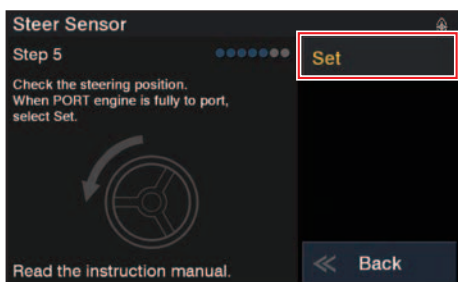 Steer Sensor
Step 5
Check the steering position.
When PORT engine is fully to port,
select Set.
Read the instruction manual.
Set
Back